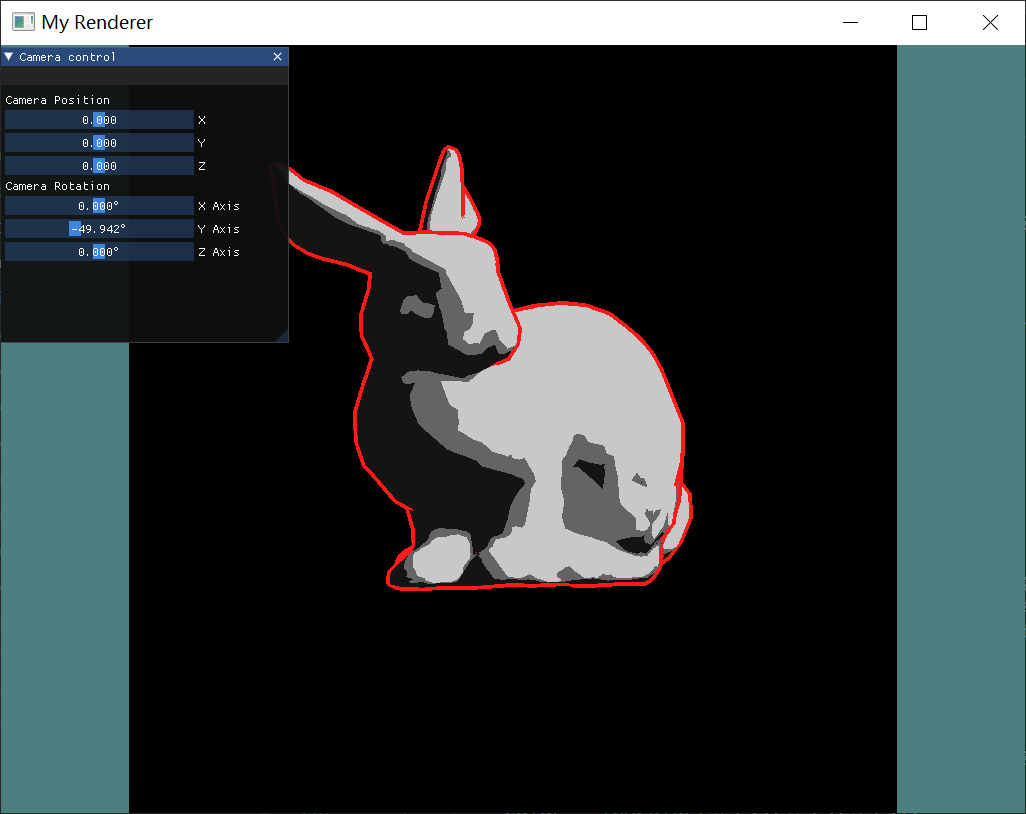 My Renderer
Camera control
Camera Position
0.000 X
0.000 Y
0.000 Z
Camera Rotation
0.000° X Axis
-49.942° Y Axis
0.000° Z Axis